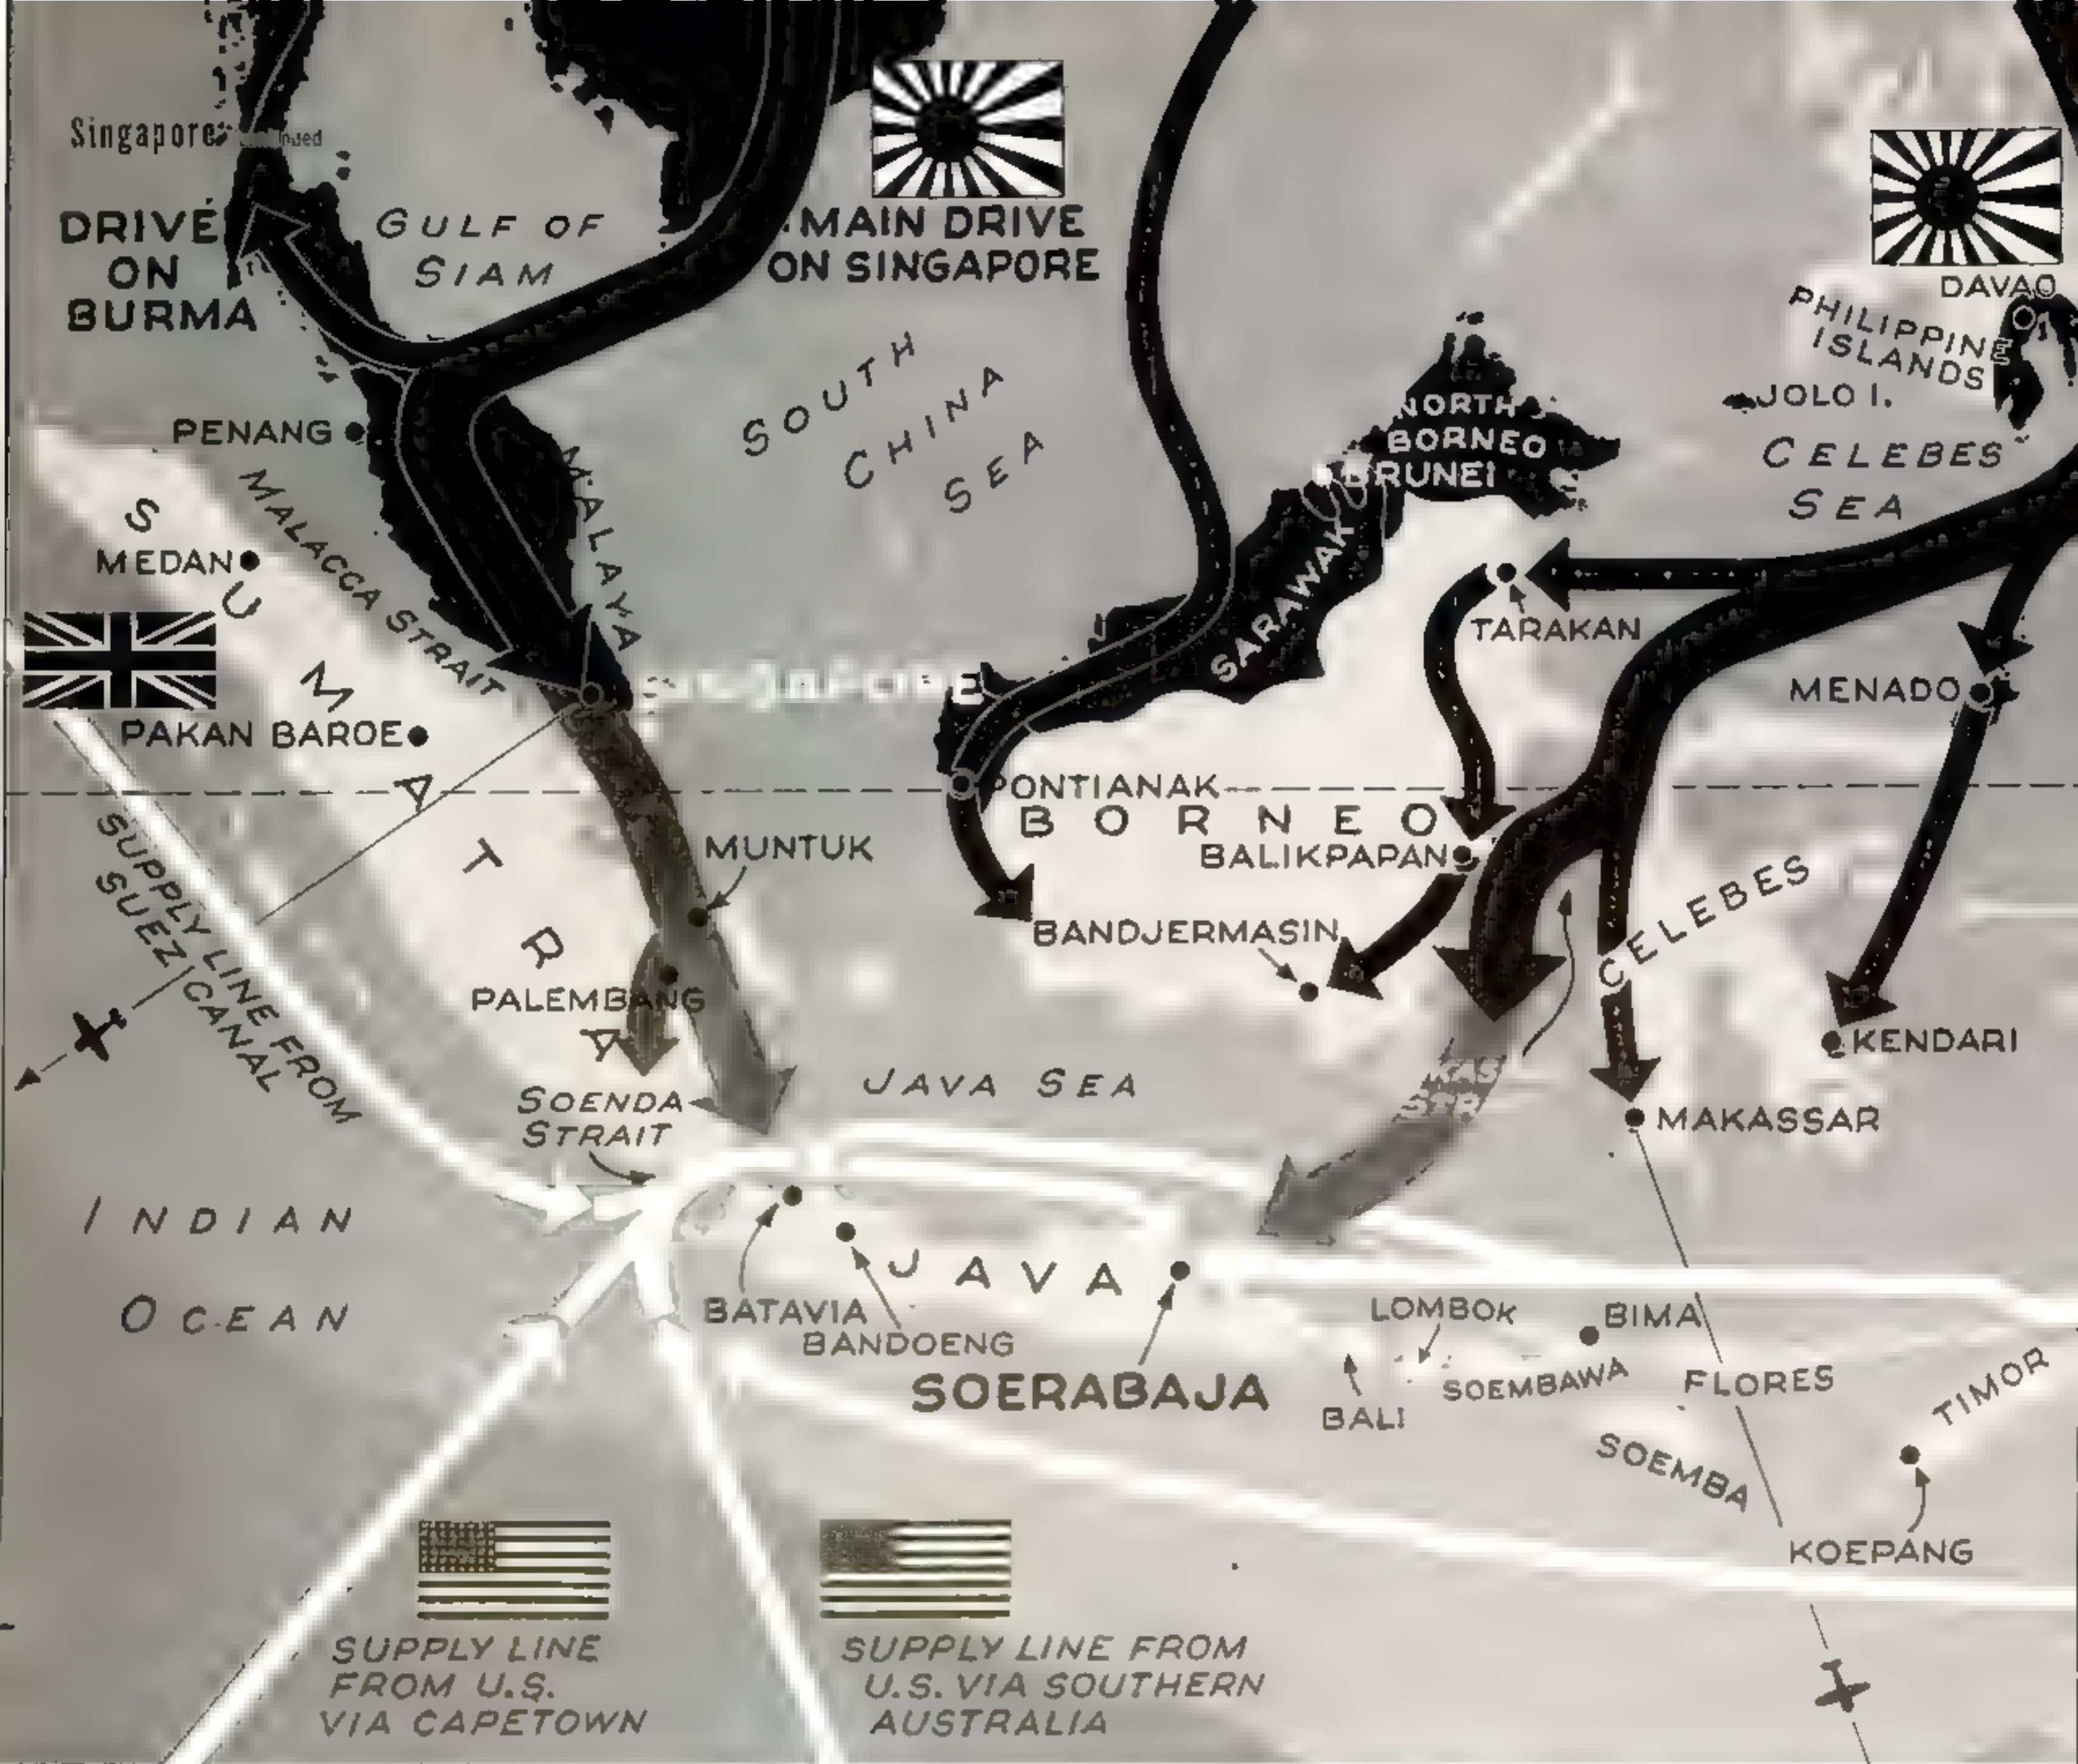 Singapore
DRIVE
ON
BURMA
GULF OF
SIAM
MAIN DRIVE
ON SINGAPORE
DAVAO
PHILIPPINE
ISLANDS
JOLO I.
CELEBES
SEA
SOUTH
CHINA
SEA
NORTH
BORNEO
BRUNEI
SARAWAK
PENANG
MALACCA STRAIT
MALAYA
MEDAN
SUMATRA
PAKAN BAROE
SINGAPORE
TARAKAN
MENADO
PONTIANAK
BORNEO
BALIKPAPAN
MUNTUK
BANDJERMASIN
CELEBES
SUPPLY LINE FROM
SUEZ CANAL
PALEMBANG
KENDARI
JAVA SEA
SOENDA
STRAIT
MAKASSAR
INDIAN
OCEAN
JAVA
BATAVIA
BANDOENG
SOERABAJA
LOMBOK
BIMA
BALI
SOEMBAWA
FLORES
TIMOR
SOEMBA
KOEPANG
SUPPLY LINE
FROM U.S.
VIA CAPETOWN
SUPPLY LINE FROM
U.S. VIA SOUTHERN
AUSTRALIA